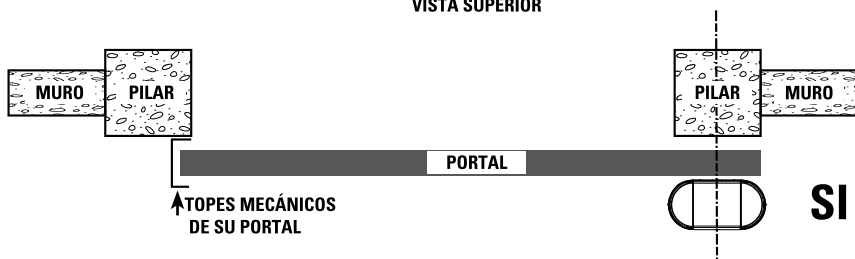 VISTA SUPERIOR
MURO
PILAR
PILAR
MURO
PORTAL
TOPES MECÁNICOS
DE SU PORTAL
SI